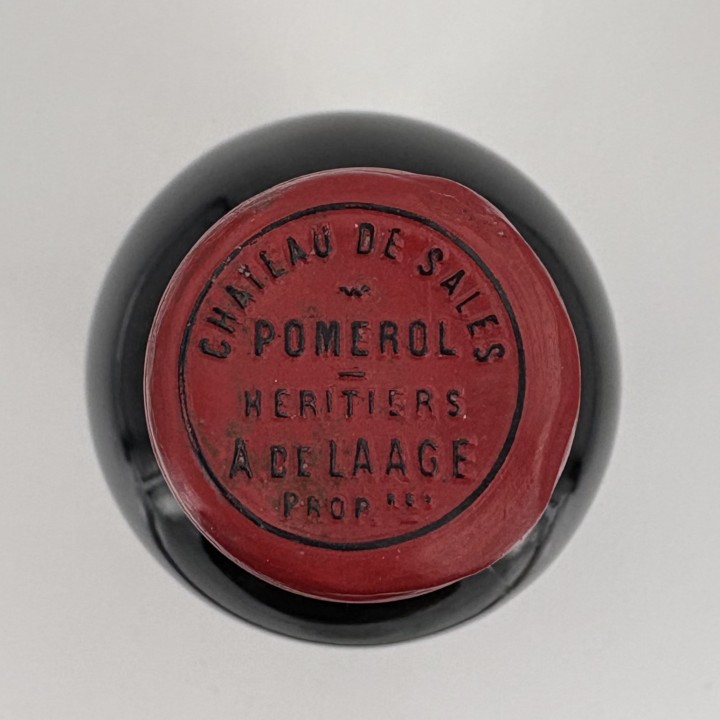 CHATEAU DE SALES
POMEROL
HERITIERS
A DE LAAGE
PROP RES